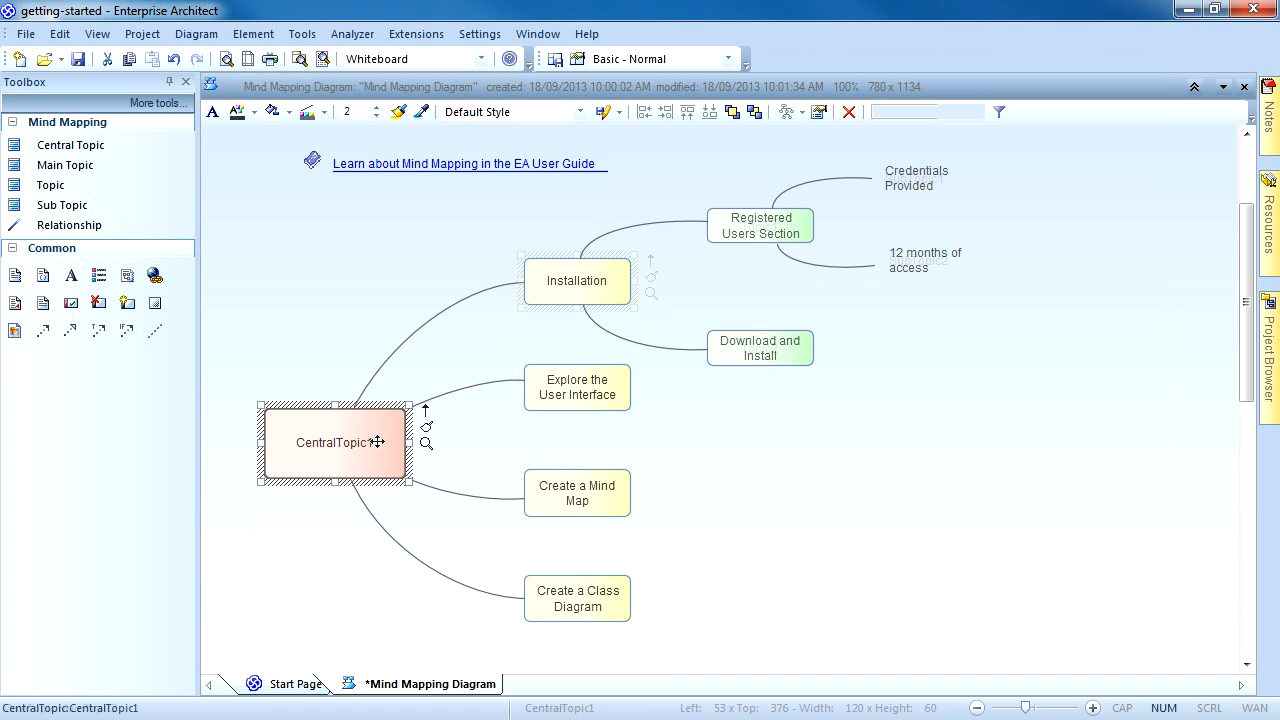 getting-started - Enterprise Architect
File Edit View Project Diagram Element Tools Analyzer Extensions Settings Window Help
Whiteboard
Basic - Normal
Toolbox
More tools...
Mind Mapping
Central Topic
Main Topic
Topic
Sub Topic
Relationship
Common
Mind Mapping Diagram: "Mind Mapping Diagram" created: 18/09/2013 10:00:02 AM modified: 18/09/2013 10:01:34 AM 100% 780 x 1134
2
Default Style
Learn about Mind Mapping in the EA User Guide
Credentials
Provided
Registered
Users Section
12 months of
access
Installation
Download and
Install
Explore the
User Interface
CentralTopic1
Create a Mind
Map
Create a Class
Diagram
Notes
Resources
Project Browser
Start Page
*Mind Mapping Diagram
CentralTopic:CentralTopic1
CentralTopic1
Left: 53 x Top: 376 - Width: 120 x Height: 60
CAP NUM SCRL WAN